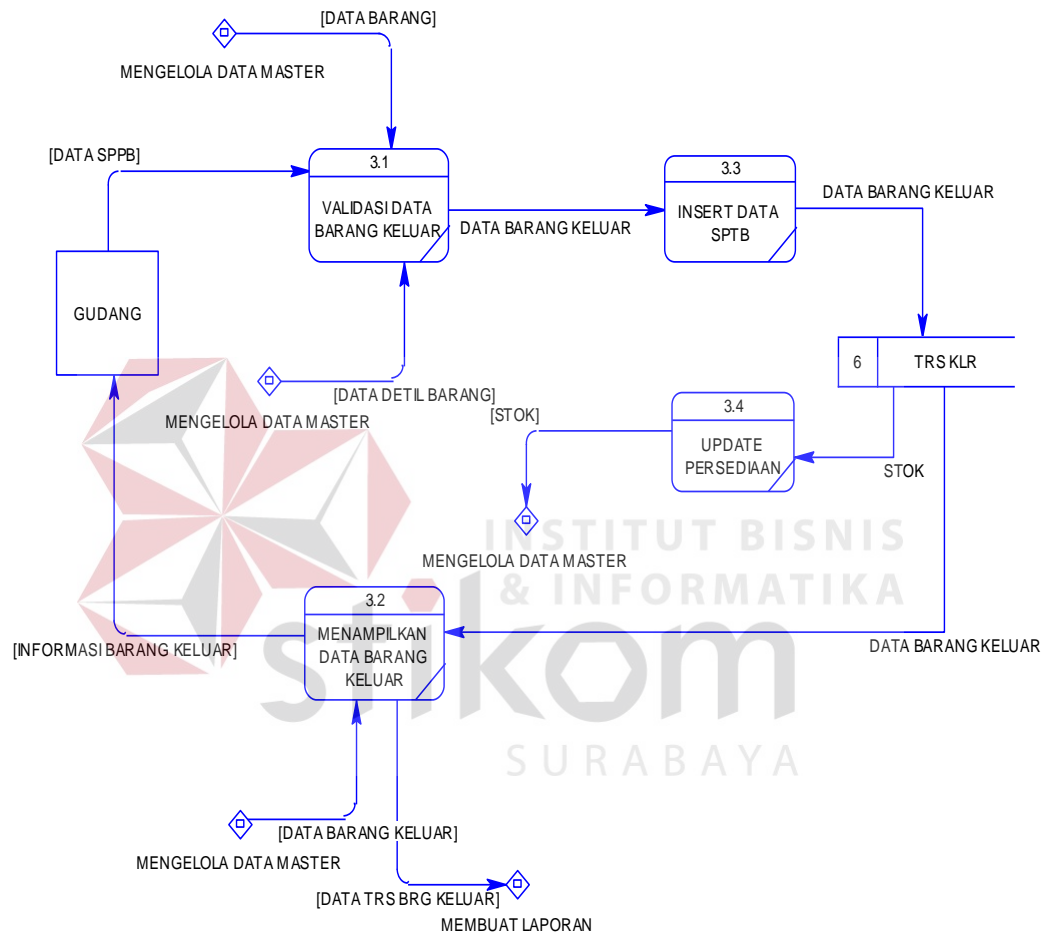 [DATA BARANG]
MENGELOLA DATA MASTER
[DATA SPPB]
3.1
VALIDASI DATA
BARANG KELUAR
DATA BARANG KELUAR
3.3
INSERT DATA
SPTB
DATA BARANG KELUAR
GUDANG
6
TRS KLR
[DATA DETIL BARANG]
MENGELOLA DATA MASTER
[STOK]
3.4
UPDATE
PERSEDIAAN
STOK
INSTITUT BISNIS
MENGELOLA DATA MASTER
& INFORMATIKA
3.2
MENAMPILKAN
DATA BARANG
KELUAR
[INFORMASI BARANG KELUAR]
DATA BARANG KELUAR
stikom
SURABAYA
[DATA BARANG KELUAR]
MENGELOLA DATA MASTER
[DATA TRS BRG KELUAR]
MEMBUAT LAPORAN